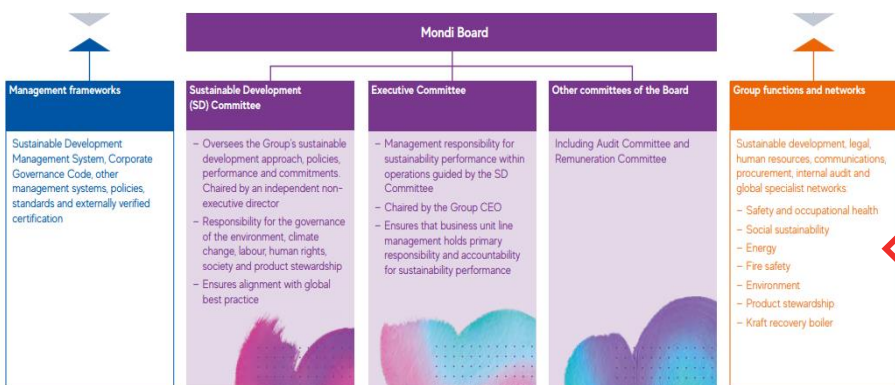 Mondi Board
Management frameworks
Sustainable Development
Management System, Corporate
Governance Code, other
management systems, policies,
standards and externally verified
certification
Sustainable Development
(SD) Committee
– Oversees the Group's sustainable
development approach, policies,
performance and commitments.
Chaired by an independent non-
executive director
– Responsibility for the governance
of the environment, climate
change, labour, human rights,
society and product stewardship
– Ensures alignment with global
best practice
Executive Committee
– Management responsibility for
sustainability performance within
operations guided by the SD
Committee
– Chaired by the Group CEO
– Ensures that business unit line
management holds primary
responsibility and accountability
for sustainability performance
Other committees of the Board
Including Audit Committee and
Remuneration Committee
Group functions and networks
Sustainable development, legal,
human resources, communications,
procurement, internal audit and
global specialist networks
– Safety and occupational health
– Social sustainability
– Energy
– Fire safety
– Environment
– Product stewardship
– Kraft recovery boiler